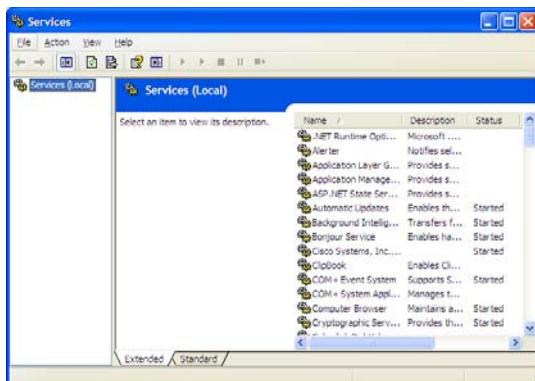 Services
File Action View Help
Services (Local)
Services (Local)
Select an item to view its description.
Name Description Status
.NET Runtime Opti... Microsoft ....
Alerter Notifies sel...
Application Layer G... Provides s...
Application Manage... Provides s...
ASP.NET State Ser... Provides s...
Automatic Updates Enables th... Started
Background Intellig... Transfers f... Started
Bonjour Service Enables ha... Started
Cisco Systems, Inc.... Started
ClipBook Enables Cli...
COM+ Event System Supports S... Started
COM+ System Appl... Manages t...
Computer Browser Maintains a... Started
Cryptographic Serv... Provides th... Started
Extended Standard